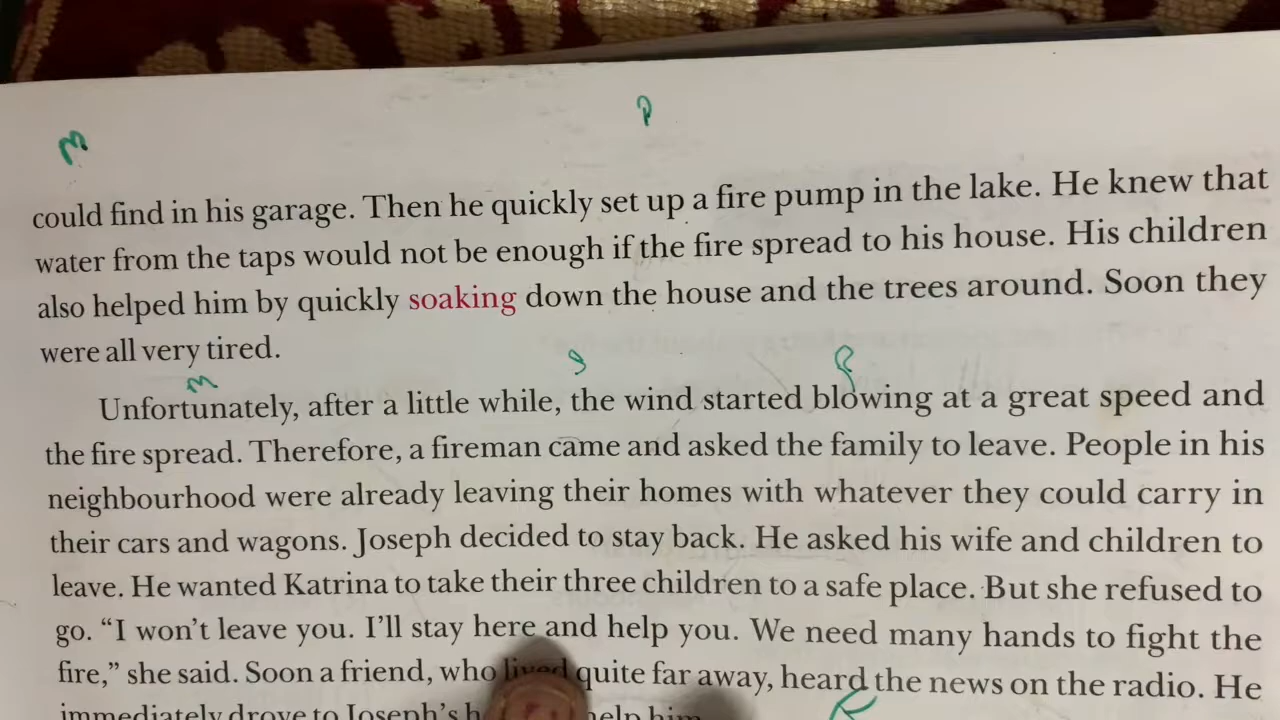 could find in his garage. Then he quickly set up a fire pump in the lake. He knew that
water from the taps would not be enough if the fire spread to his house. His children
also helped him by quickly soaking down the house and the trees around. Soon they
were all very tired.
Unfortunately, after a little while, the wind started blowing at a great speed and
the fire spread. Therefore, a fireman came and asked the family to leave. People in his
neighbourhood were already leaving their homes with whatever they could carry in
their cars and wagons. Joseph decided to stay back. He asked his wife and children to
leave. He wanted Katrina to take their three children to a safe place. But she refused to
go. “I won’t leave you. I’ll stay here and help you. We need many hands to fight the
fire,” she said. Soon a friend, who lived quite far away, heard the news on the radio. He
immediately drove to Joseph’s help him